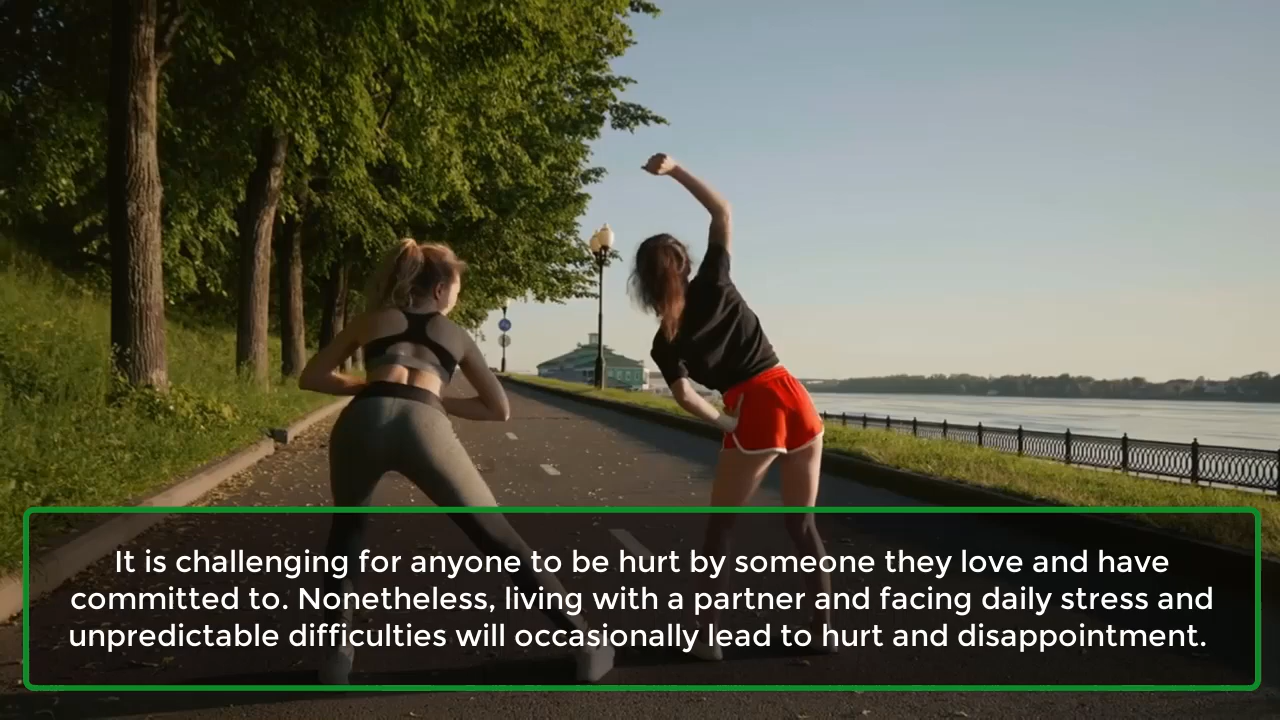 It is challenging for anyone to be hurt by someone they love and have
committed to. Nonetheless, living with a partner and facing daily stress and
unpredictable difficulties will occasionally lead to hurt and disappointment.